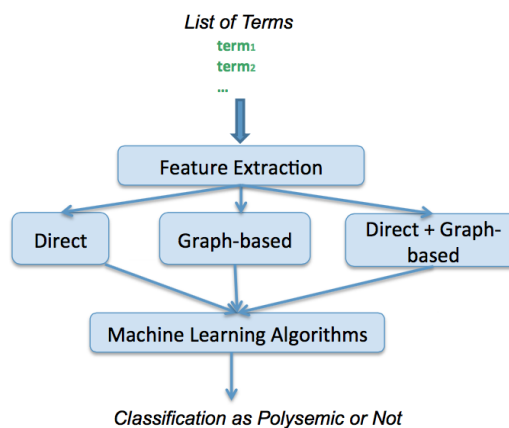 List of Terms
term1
term2
...
Feature Extraction
Direct
Graph-based
Direct + Graph-
based
Machine Learning Algorithms
Classification as Polysemic or Not